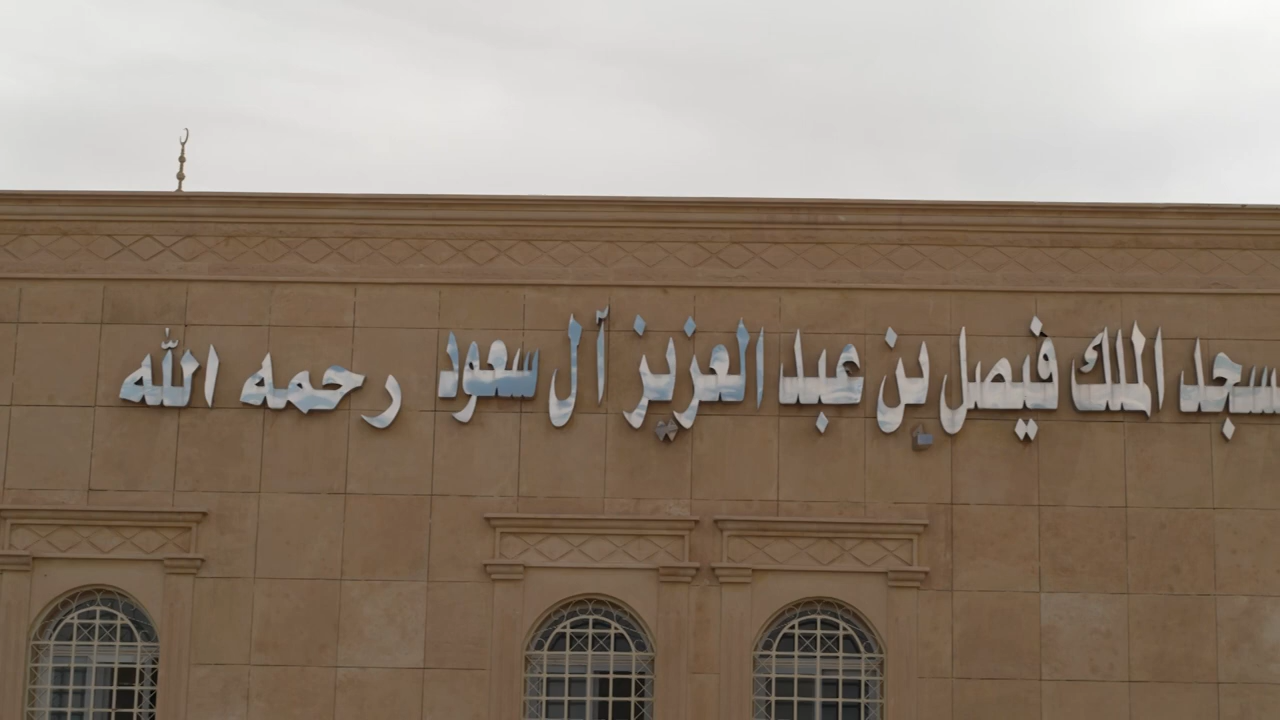 سجد الملك فيصل بن عبد العزيز آل سعود رحمه الله